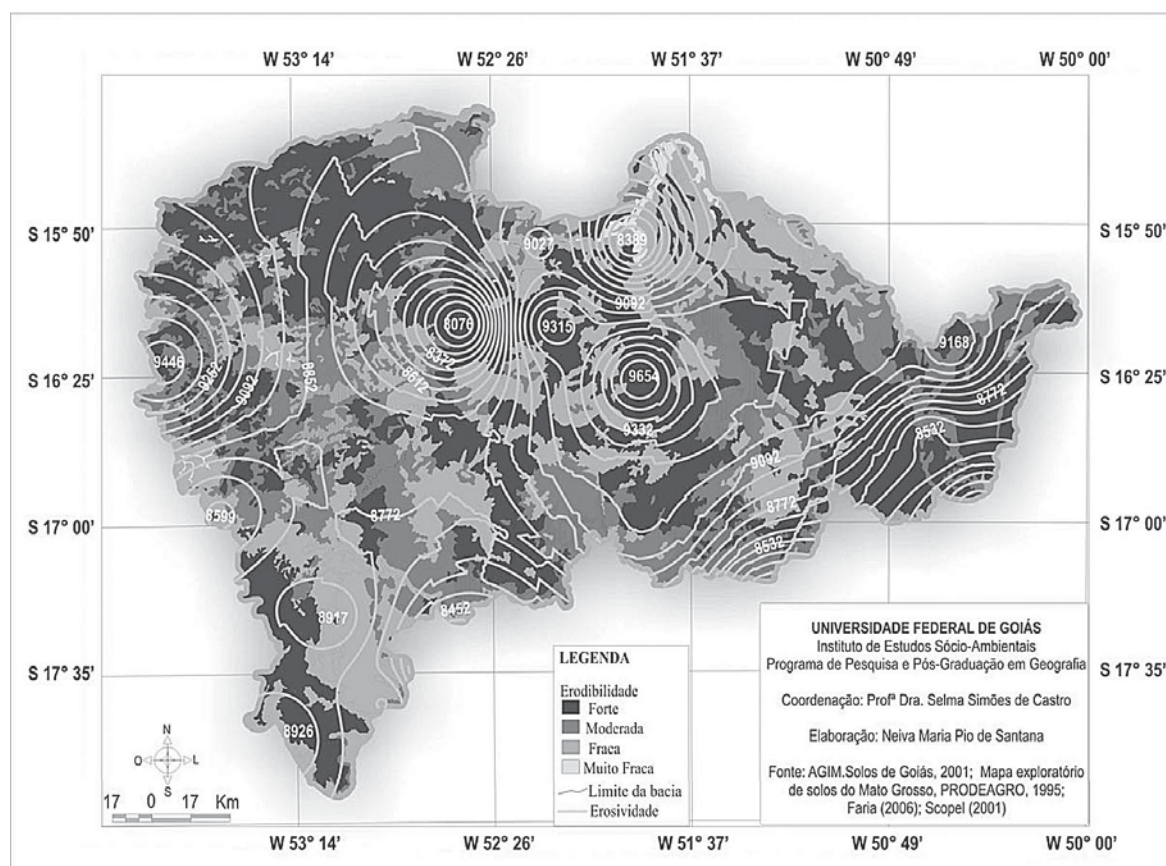 W 53° 14' W 52° 26' W 51° 37' W 50° 49' W 50° 00'
S 15° 50' S 15° 50'
9027 8389
9092
8076 9315
9168
8372
9446 9262 9092 8852 8612
9654
S 16° 25' S 16° 25'
8772
9332 8532
9092
8599 8772 8772
S 17° 00' S 17° 00'
8532
8452
8917
UNIVERSIDADE FEDERAL DE GOIÁS
Instituto de Estudos Sócio-Ambientais
Programa de Pesquisa e Pós-Graduação em Geografia
Coordenação: Profª Dra. Selma Simões de Castro
Elaboração: Neiva Maria Pio de Santana
Fonte: AGIM.Solos de Goiás, 2001; Mapa exploratório
de solos do Mato Grosso, PRODEAGRO, 1995;
Faria (2006); Scopel (2001)
LEGENDA
Erodibilidade
Forte
Moderada
Fraca
Muito Fraca
Limite da bacia
Erosividade
S 17° 35' S 17° 35'
8926
N
O L
S
17 0 17 Km
W 53° 14' W 52° 26' W 51° 37' W 50° 49' W 50° 00'